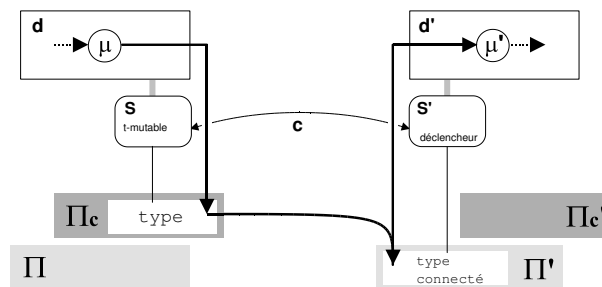 d
μ
d'
μ'
S
t-mutable
c
S'
déclencheur
Πc
type
Πc'
Π
type
connecté
Π'